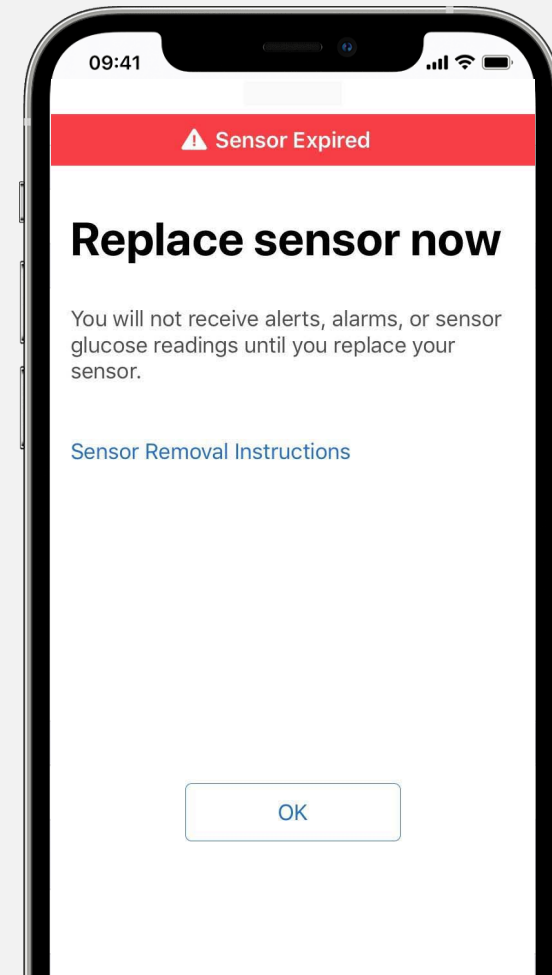 09:41
Sensor Expired
Replace sensor now
You will not receive alerts, alarms, or sensor
glucose readings until you replace your
sensor.
Sensor Removal Instructions
OK